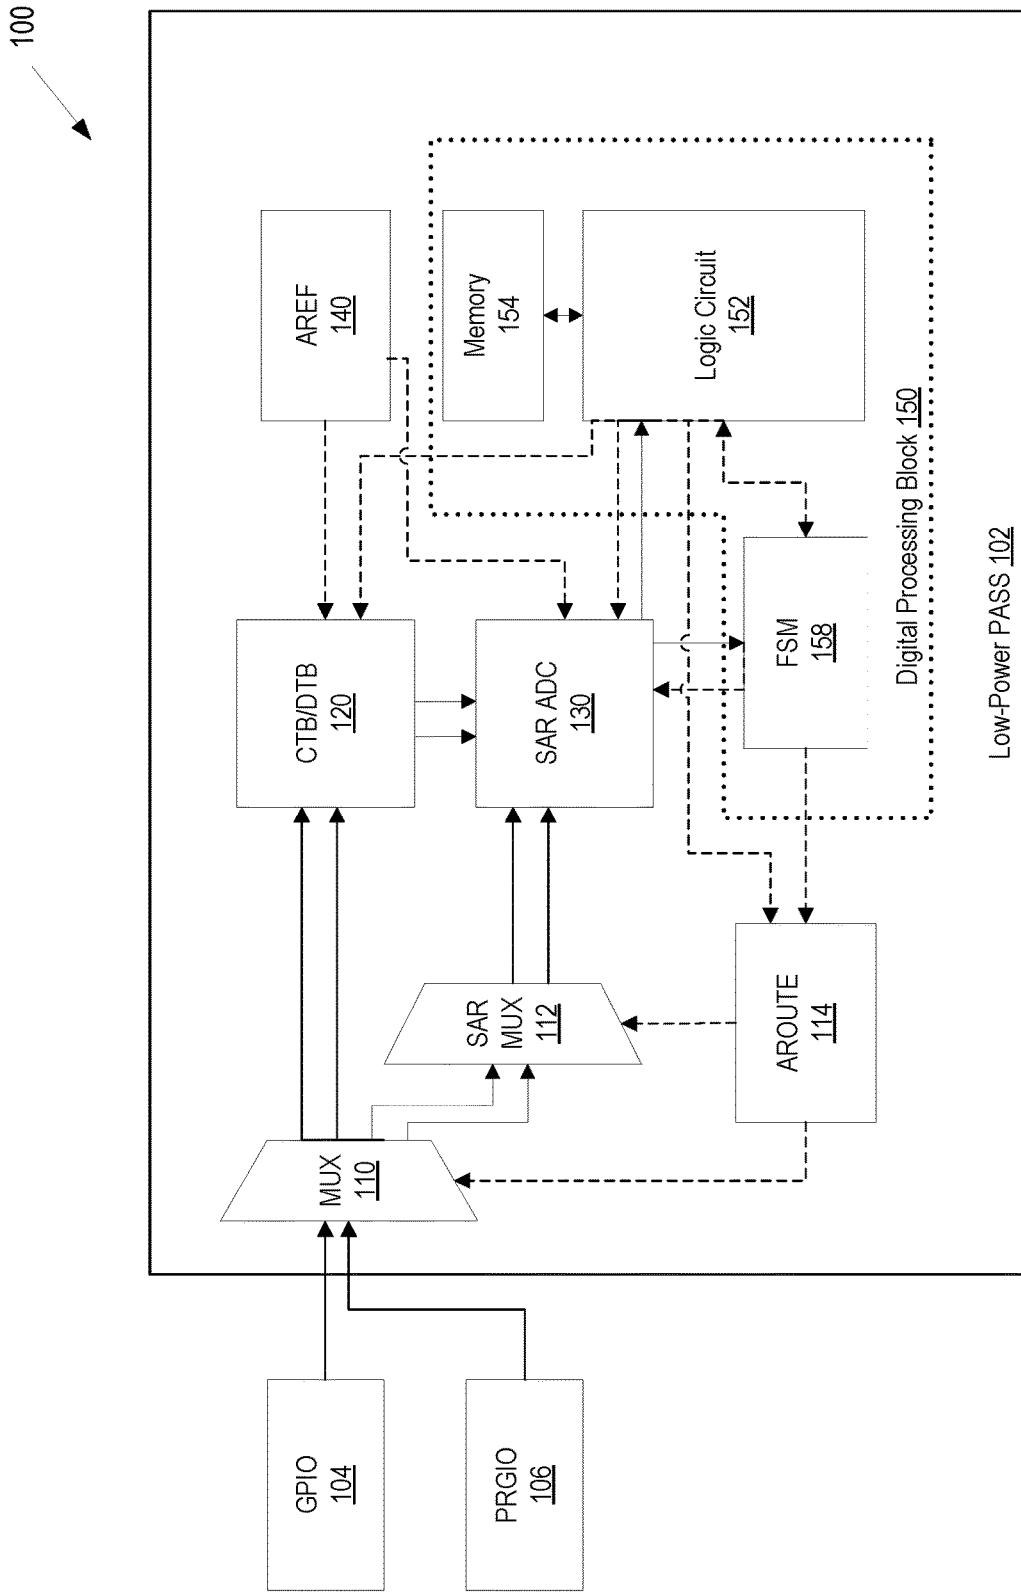 100
GPIO
104
PRGIO
106
MUX
110
SAR
MUX
112
AROUTE
114
CTB/DTB
120
SAR ADC
130
FSM
158
AREF
140
Memory
154
Logic Circuit
152
Digital Processing Block 150
Low-Power PASS 102